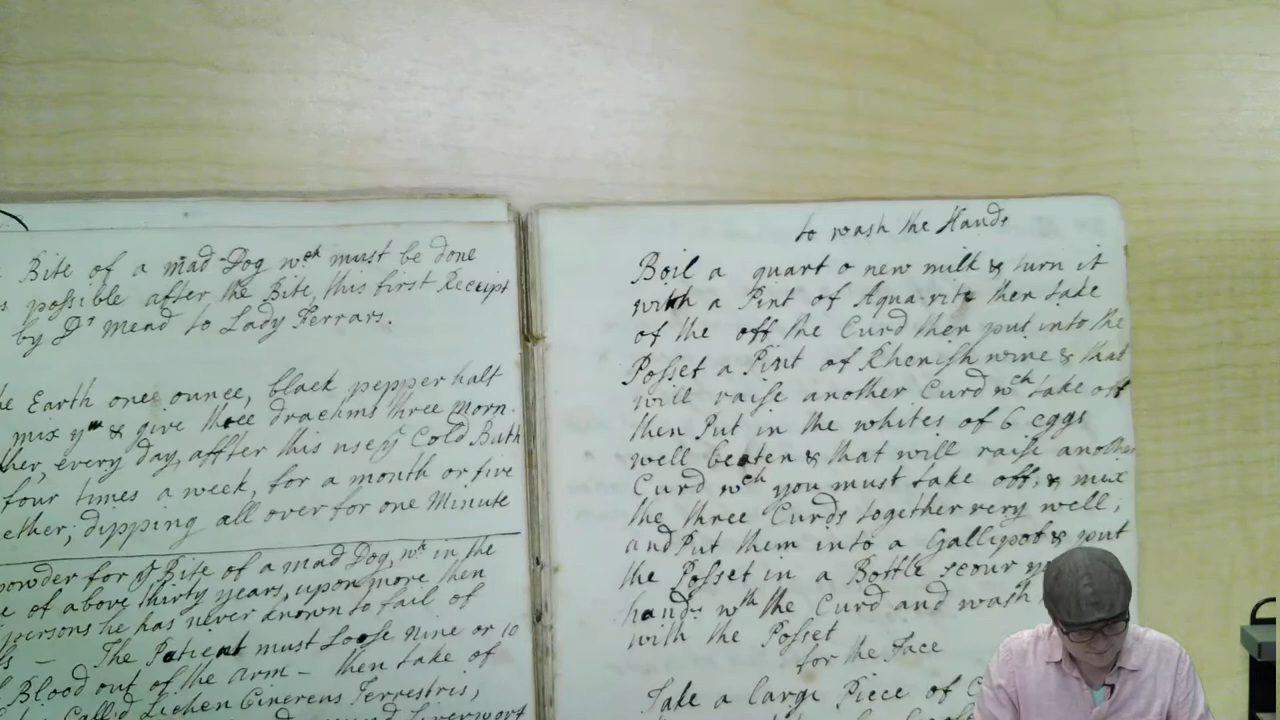 Bite of a mad Dog wch must be done
possible after the Bite, this first Receipt
by Dr mead to Lady Ferrars.
Earth one ounce, black pepper half
mix ym & give three drachms three morn
every day, affter this use ye Cold Bath
four times a week, for a month or five
dipping all over for one Minute
powder for ye Bite of a mad Dog, wch in the
of above thirty years, upon more then
persons he has never known to fail of
The Patient must Loose nine or 10
Blood out of the arm - then take of
Call'd Lichen Cinereus Terrestris,
Liverwort
to wash the Hands
Boil a quart o new milk & turn it
with a Pint of Aqua-vite then take
of the off the Curd then put into the
Posset a Pint of Rhenish wine & that
will raise another Curd wch take off
then Put in the whites of 6 eggs
well beaten & that will raise another
Curd wch you must take off, & mix
the three Curds together very well;
and Put them into a Gallipot & put
the Posset in a Bottle scour
hands wth the Curd and wash
with the Posset
for the Face
Take a large Piece of